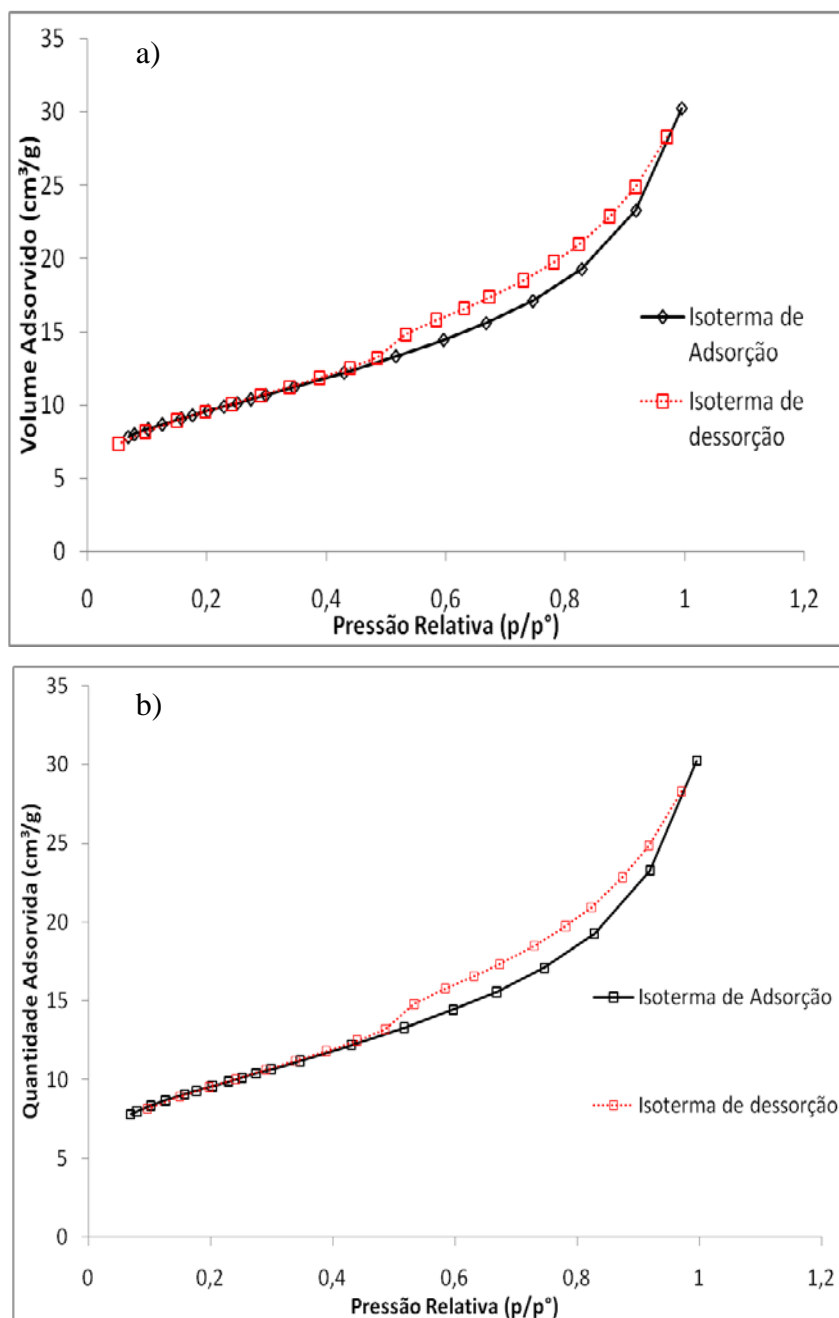 a)
35
30
25
20
15
10
5
0
Volume Adsorvido (cm³/g)
Isoterma de
Adsorção
Isoterma de
dessorção
0 0,2 0,4 0,6 0,8 1 1,2
Pressão Relativa (p/p°)
b)
35
30
25
20
15
10
5
0
Quantidade Adsorvida (cm³/g)
Isoterma de Adsorção
Isoterma de dessorção
0 0,2 0,4 0,6 0,8 1 1,2
Pressão Relativa (p/p°)